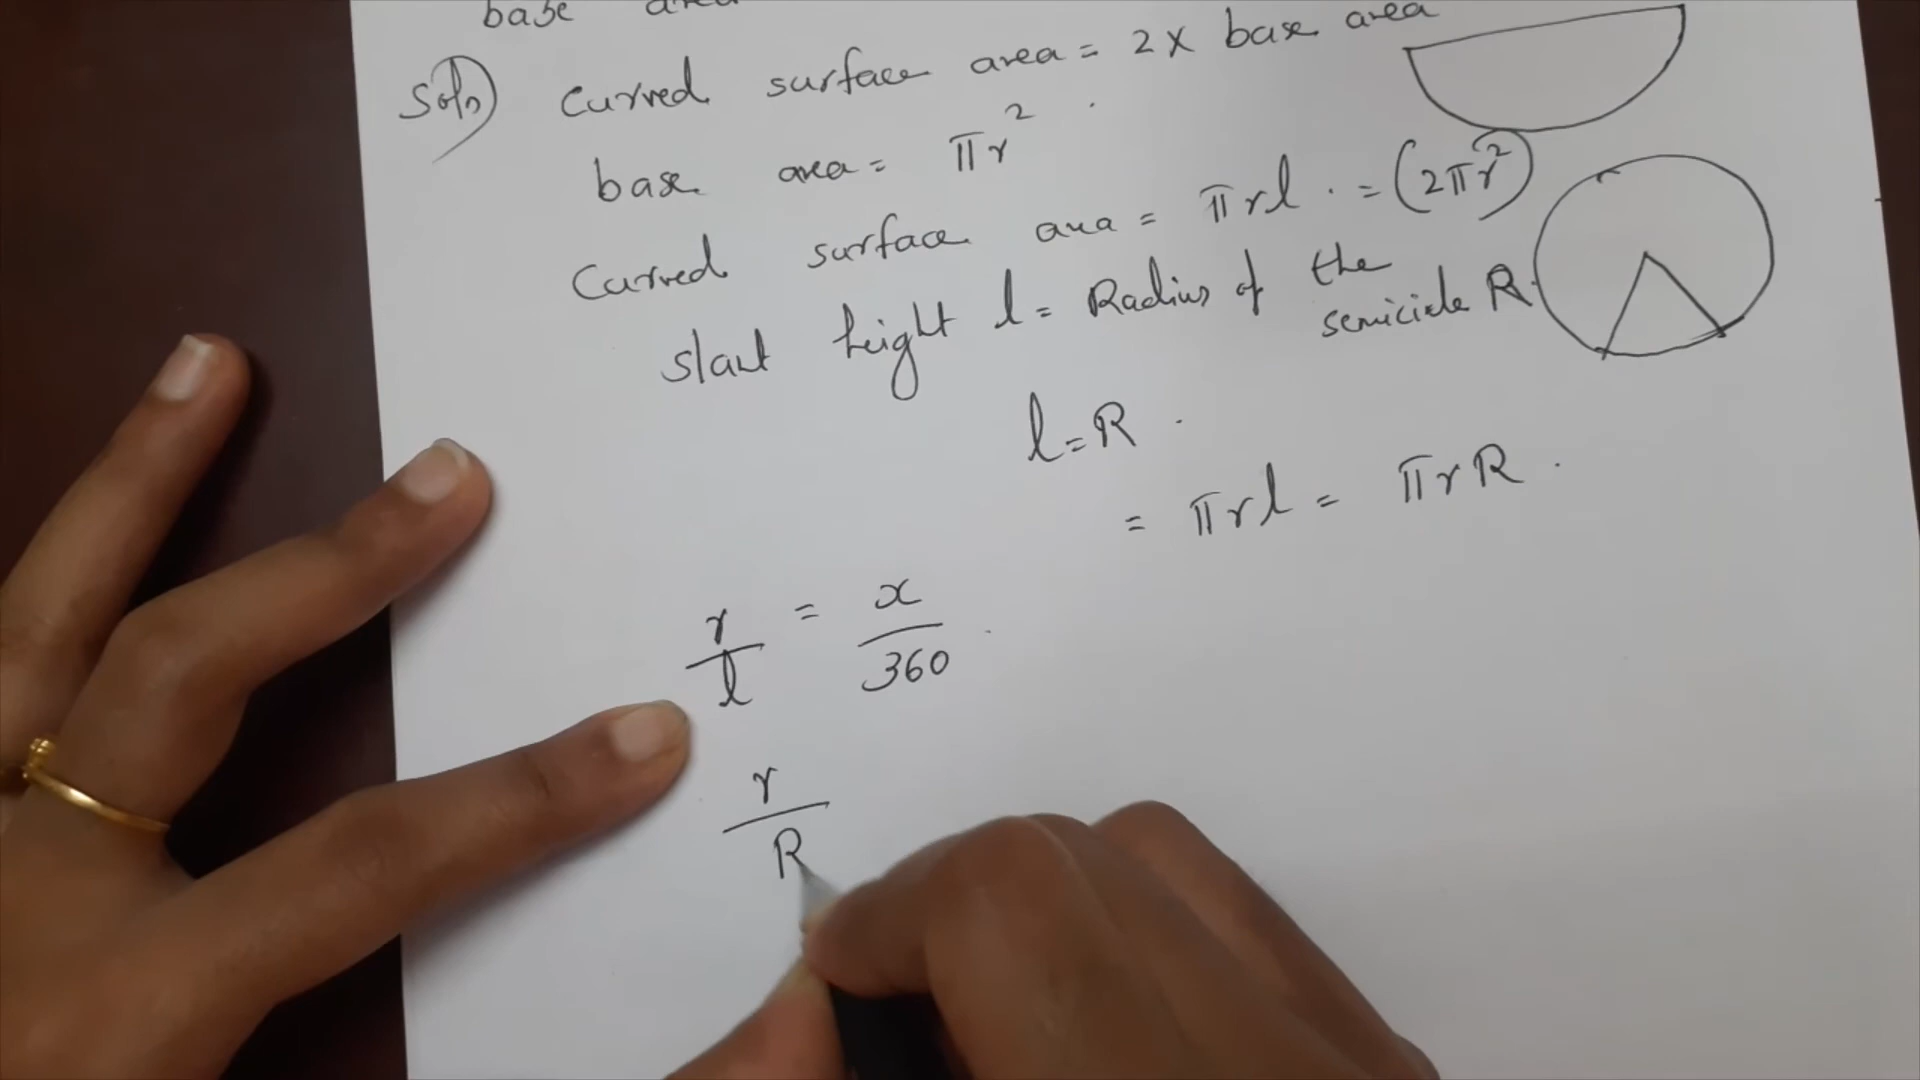 base area
Soln Curved surface area = 2 x base area
base area = πr²
Curved surface area = πrl = (2πr²)
slant height l = Radius of the semicircle R.
l = R
= πrl = πrR.
r/l = x/360
r/R